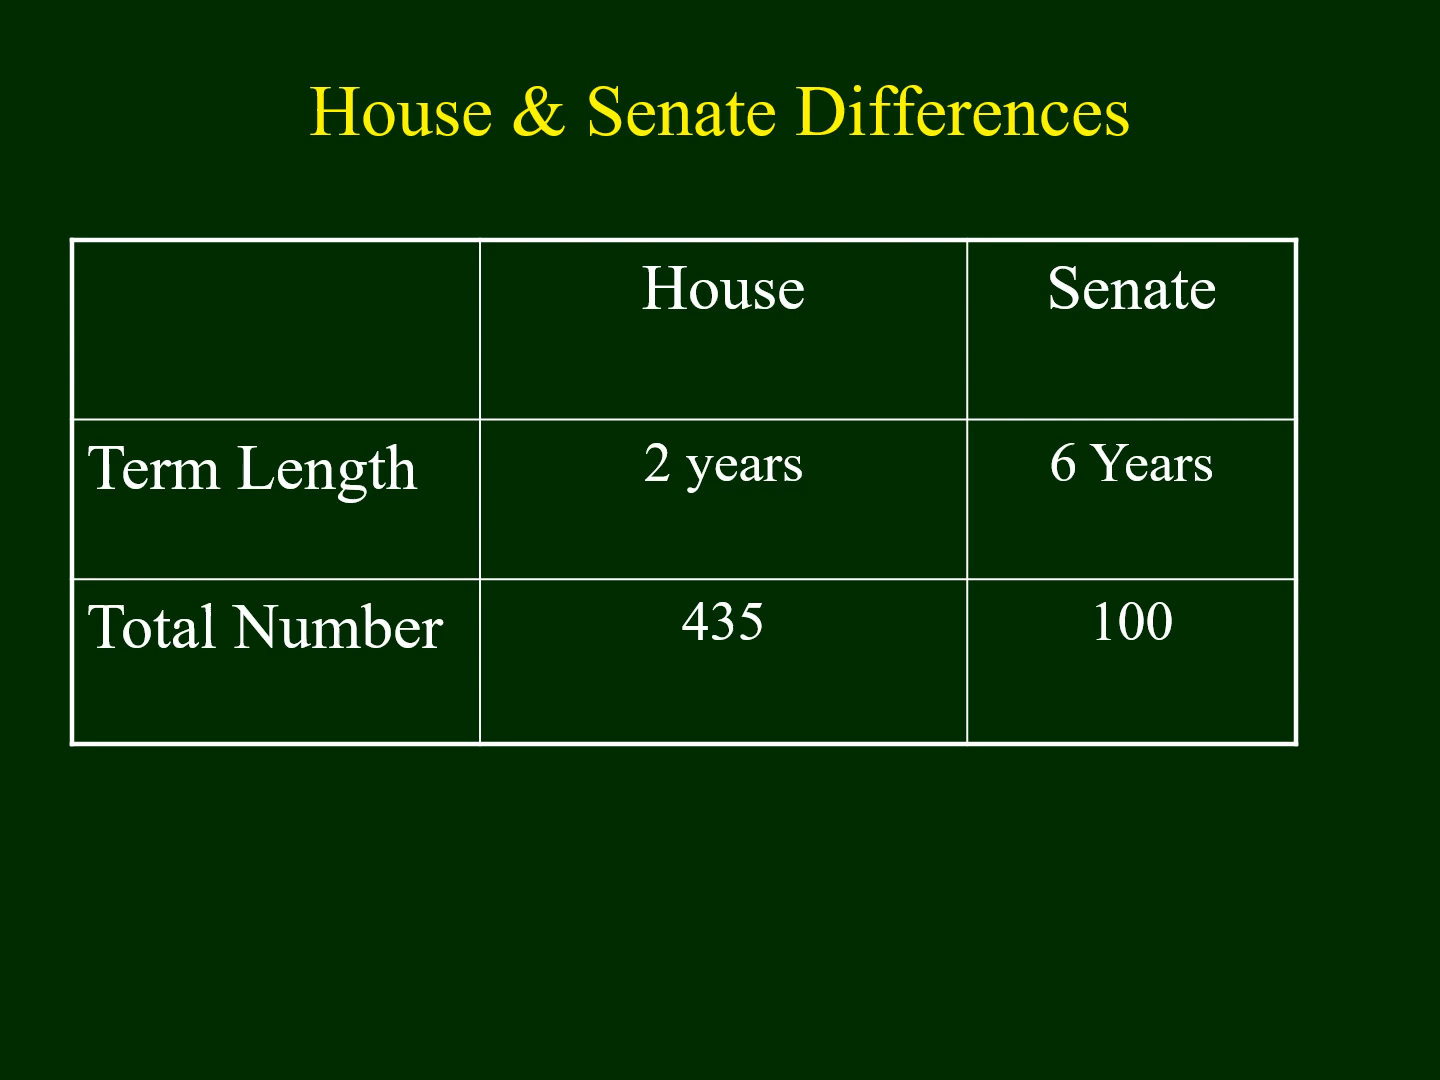 House & Senate Differences
House Senate
Term Length 2 years 6 Years
Total Number 435 100